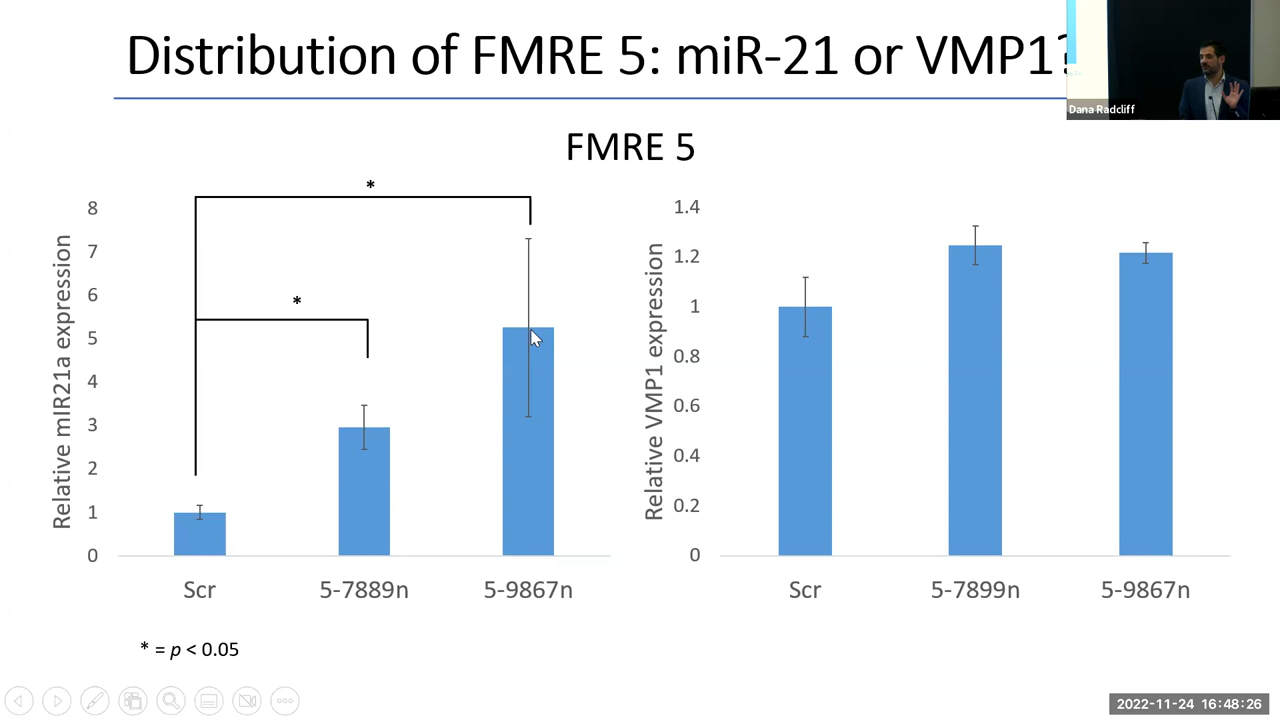 Distribution of FMRE 5: miR-21 or VMP1?
Dana Radcliff
FMRE 5
*
*
8
7
6
5
4
3
2
1
0
Relative mIR21a expression
Scr
5-7889n
5-9867n
1.4
1.2
1
0.8
0.6
0.4
0.2
0
Relative VMP1 expression
Scr
5-7899n
5-9867n
* = p < 0.05
2022-11-24 16:48:26